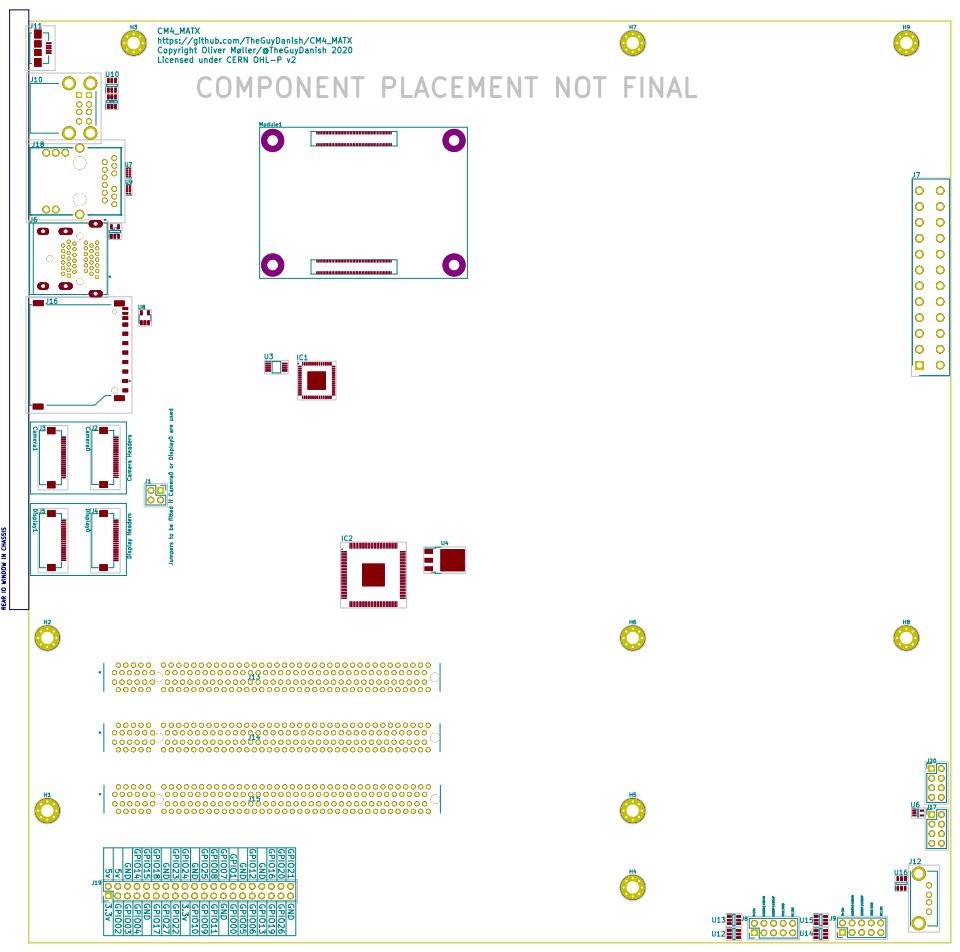 J11
H3
CM4_MATX
https://github.com/TheGuyDanish/CM4_MATX
Copyright Oliver Møller/@TheGuyDanish 2020
Licensed under CERN OHL-P v2
H7
H9
COMPONENT PLACEMENT NOT FINAL
J10
U10
Module1
J18
U7
J7
J6
J16
U8
U3
IC1
J3
Camera1
J2
Camera0
Camera Headers
J1
Jumpers to be fitted if Camera0 or Display0 are used
J5
Display1
J4
Display0
Display Headers
REAR IO WINDOW IN CHASSIS
IC2
U4
H2
H6
H8
J13
J14
J15
J20
H1
H5
U6
J17
J12
H4
U16
J19
5v
5v
GND
GPIO14
GPIO15
GPIO18
GND
GPIO23
GPIO24
GND
GPIO25
GPIO08
GPIO07
GPIO1
GND
GPIO12
GND
GPIO16
GPIO20
GPIO21
3.3v
GPIO02
GPIO03
GPIO04
GND
GPIO17
GPIO27
GPIO22
3.3v
GPIO10
GPIO09
GPIO11
GND
GPIO00
GPIO05
GPIO06
GPIO13
GPIO19
GPIO26
GND
U13
U12
J8
U15
U14
J9